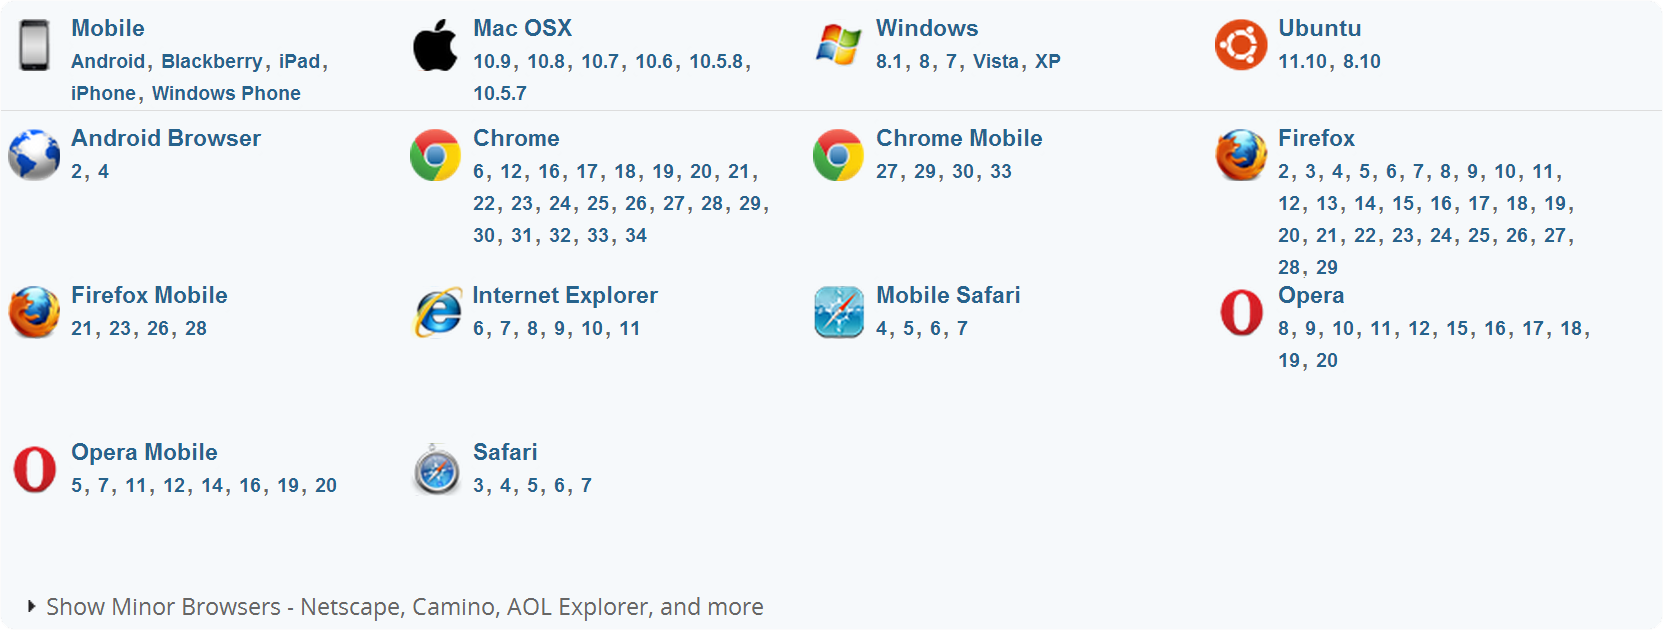 Mobile
Android, Blackberry, iPad,
iPhone, Windows Phone
Mac OSX
10.9, 10.8, 10.7, 10.6, 10.5.8,
10.5.7
Windows
8.1, 8, 7, Vista, XP
Ubuntu
11.10, 8.10
Android Browser
2, 4
Chrome
6, 12, 16, 17, 18, 19, 20, 21,
22, 23, 24, 25, 26, 27, 28, 29,
30, 31, 32, 33, 34
Chrome Mobile
27, 29, 30, 33
Firefox
2, 3, 4, 5, 6, 7, 8, 9, 10, 11,
12, 13, 14, 15, 16, 17, 18, 19,
20, 21, 22, 23, 24, 25, 26, 27,
28, 29
Firefox Mobile
21, 23, 26, 28
Internet Explorer
6, 7, 8, 9, 10, 11
Mobile Safari
4, 5, 6, 7
Opera
8, 9, 10, 11, 12, 15, 16, 17, 18,
19, 20
Opera Mobile
5, 7, 11, 12, 14, 16, 19, 20
Safari
3, 4, 5, 6, 7
Show Minor Browsers - Netscape, Camino, AOL Explorer, and more